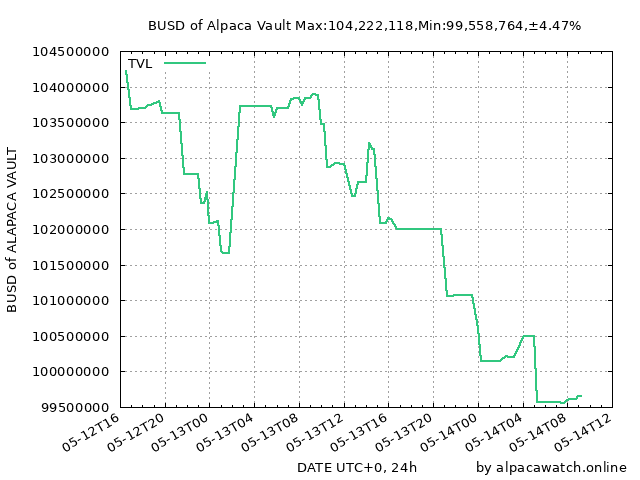 BUSD of Alpaca Vault Max:104,222,118,Min:99,558,764,±4.47%
TVL
BUSD of ALAPACA VAULT
104500000
104000000
103500000
103000000
102500000
102000000
101500000
101000000
100500000
100000000
99500000
05-12T16
05-12T20
05-13T00
05-13T04
05-13T08
05-13T12
05-13T16
05-13T20
05-14T00
05-14T04
05-14T08
05-14T12
DATE UTC+0, 24h
by alpacawatch.online